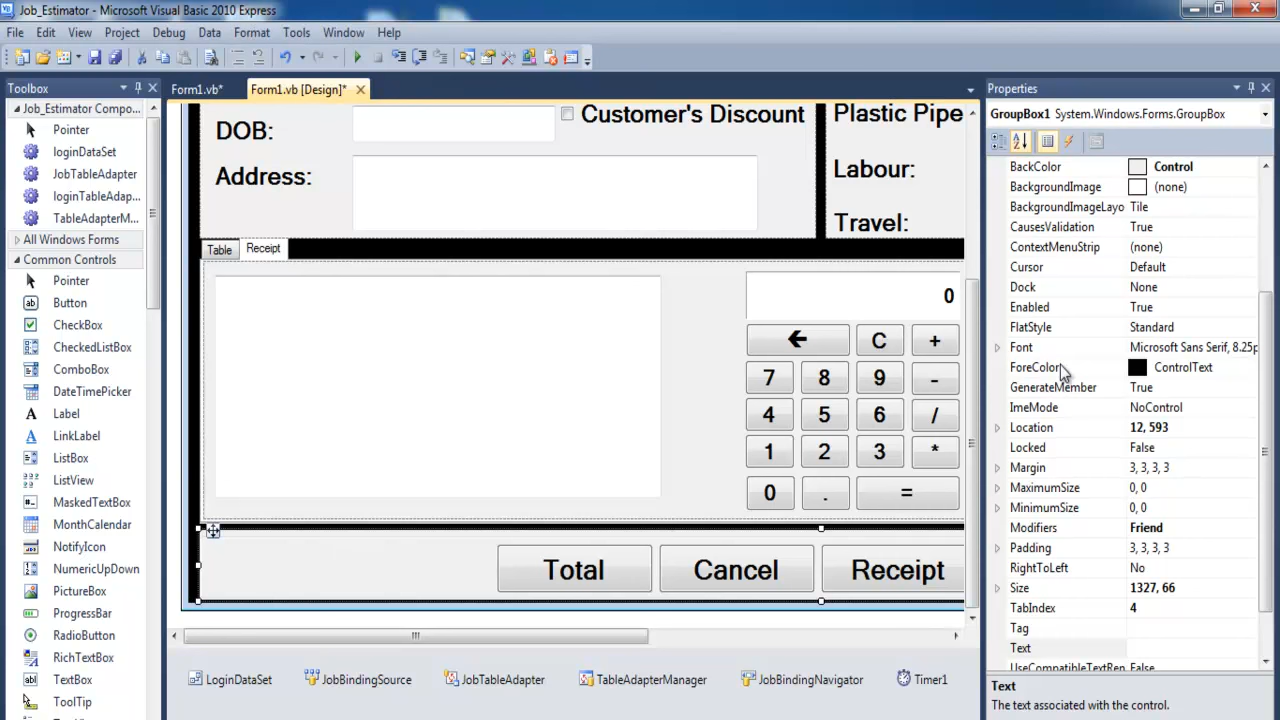 Job_Estimator - Microsoft Visual Basic 2010 Express
File Edit View Project Debug Data Format Tools Window Help
Toolbox
Form1.vb*
Form1.vb [Design]*
Properties
Job_Estimator Compo...
Pointer
loginDataSet
JobTableAdapter
loginTableAdap...
TableAdapterM...
All Windows Forms
Common Controls
Pointer
Button
CheckBox
CheckedListBox
ComboBox
DateTimePicker
Label
LinkLabel
ListBox
ListView
MaskedTextBox
MonthCalendar
NotifyIcon
NumericUpDown
PictureBox
ProgressBar
RadioButton
RichTextBox
TextBox
ToolTip
DOB:
Customer's Discount
Plastic Pipe
Address:
Labour:
Travel:
Table
Receipt
0
C +
7 8 9 -
4 5 6 /
1 2 3 *
0 . =
Total
Cancel
Receipt
LoginDataSet
JobBindingSource
JobTableAdapter
TableAdapterManager
JobBindingNavigator
Timer1
GroupBox1 System.Windows.Forms.GroupBox
BackColor Control
BackgroundImage (none)
BackgroundImageLayo Tile
CausesValidation True
ContextMenuStrip (none)
Cursor Default
Dock None
Enabled True
FlatStyle Standard
Font Microsoft Sans Serif, 8.25p
ForeColor ControlText
GenerateMember True
ImeMode NoControl
Location 12, 593
Locked False
Margin 3, 3, 3, 3
MaximumSize 0, 0
MinimumSize 0, 0
Modifiers Friend
Padding 3, 3, 3, 3
RightToLeft No
Size 1327, 66
TabIndex 4
Tag
Text
UseCompatibleTextRen False
Text
The text associated with the control.